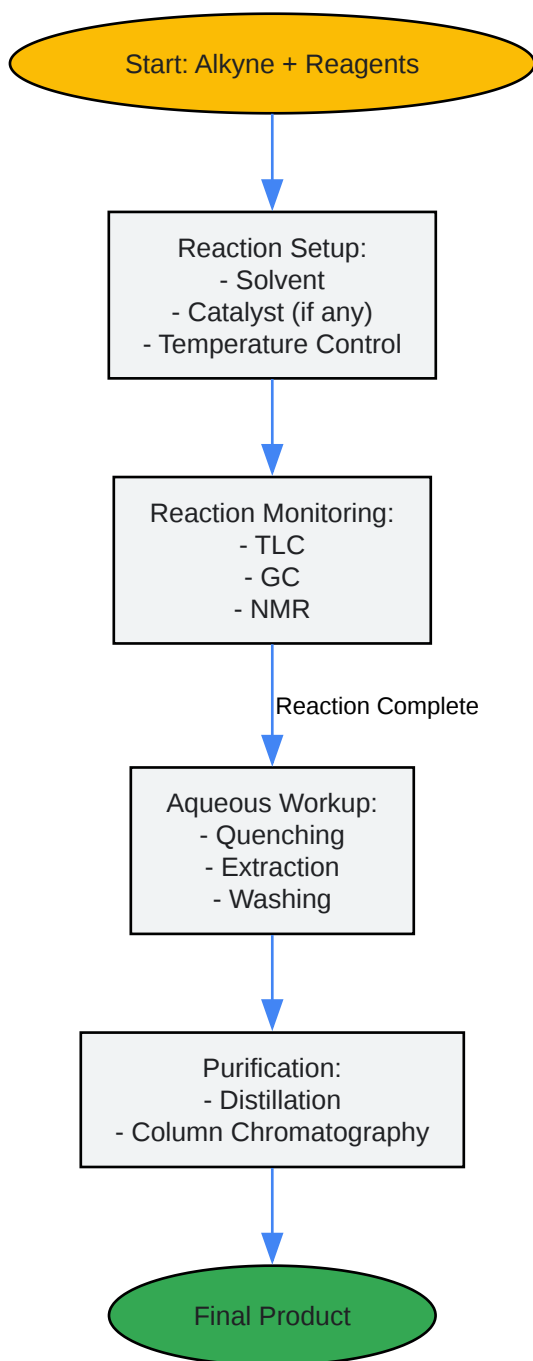 Start: Alkyne + Reagents
Reaction Setup:
- Solvent
- Catalyst (if any)
- Temperature Control
Reaction Monitoring:
- TLC
- GC
- NMR
Reaction Complete
Aqueous Workup:
- Quenching
- Extraction
- Washing
Purification:
- Distillation
- Column Chromatography
Final Product